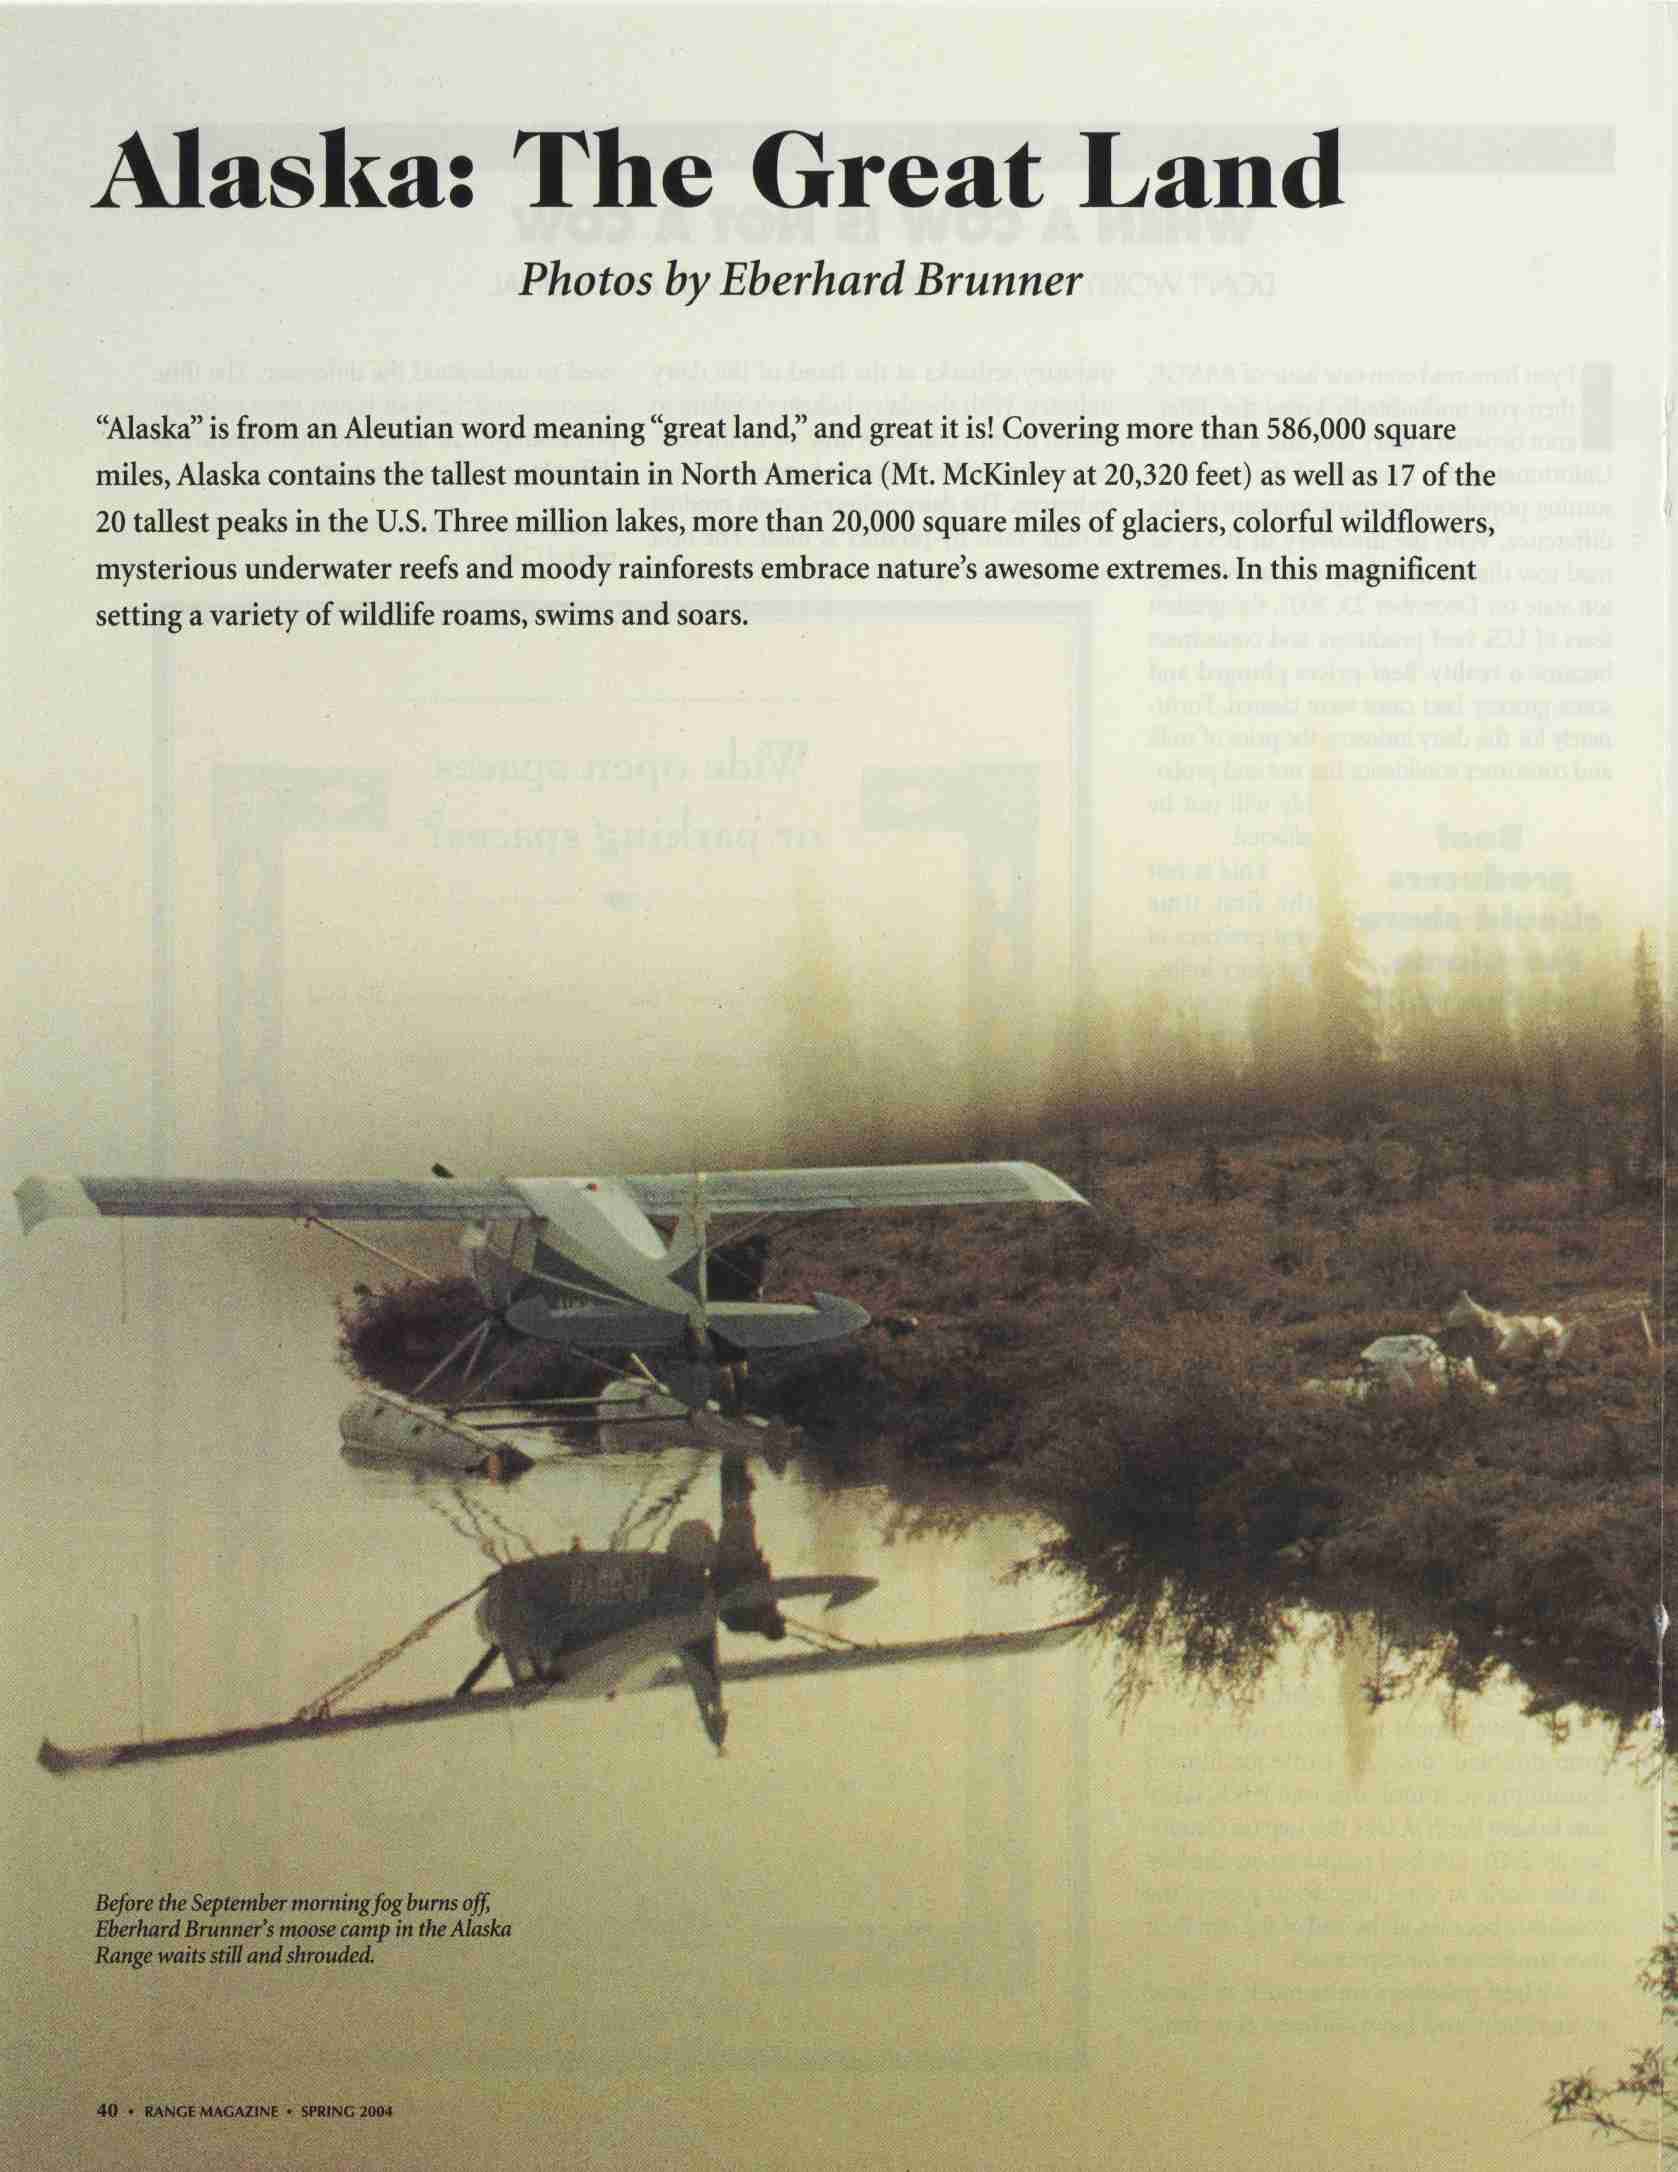 Alaska: The Great Land
Photos by Eberhard Brunner
“Alaska” is from an Aleutian word meaning “great land,” and great it is! Covering more than 586,000 square
miles, Alaska contains the tallest mountain in North America (Mt. McKinley at 20,320 feet) as well as 17 of the
20 tallest peaks in the U.S. Three million lakes, more than 20,000 square miles of glaciers, colorful wildflowers,
mysterious underwater reefs and moody rainforests embrace nature’s awesome extremes. In this magnificent
setting a variety of wildlife roams, swims and soars.
Before the September morning fog burns off,
Eberhard Brunner’s moose camp in the Alaska
Range waits still and shrouded.
40 • RANGE MAGAZINE • SPRING 2004